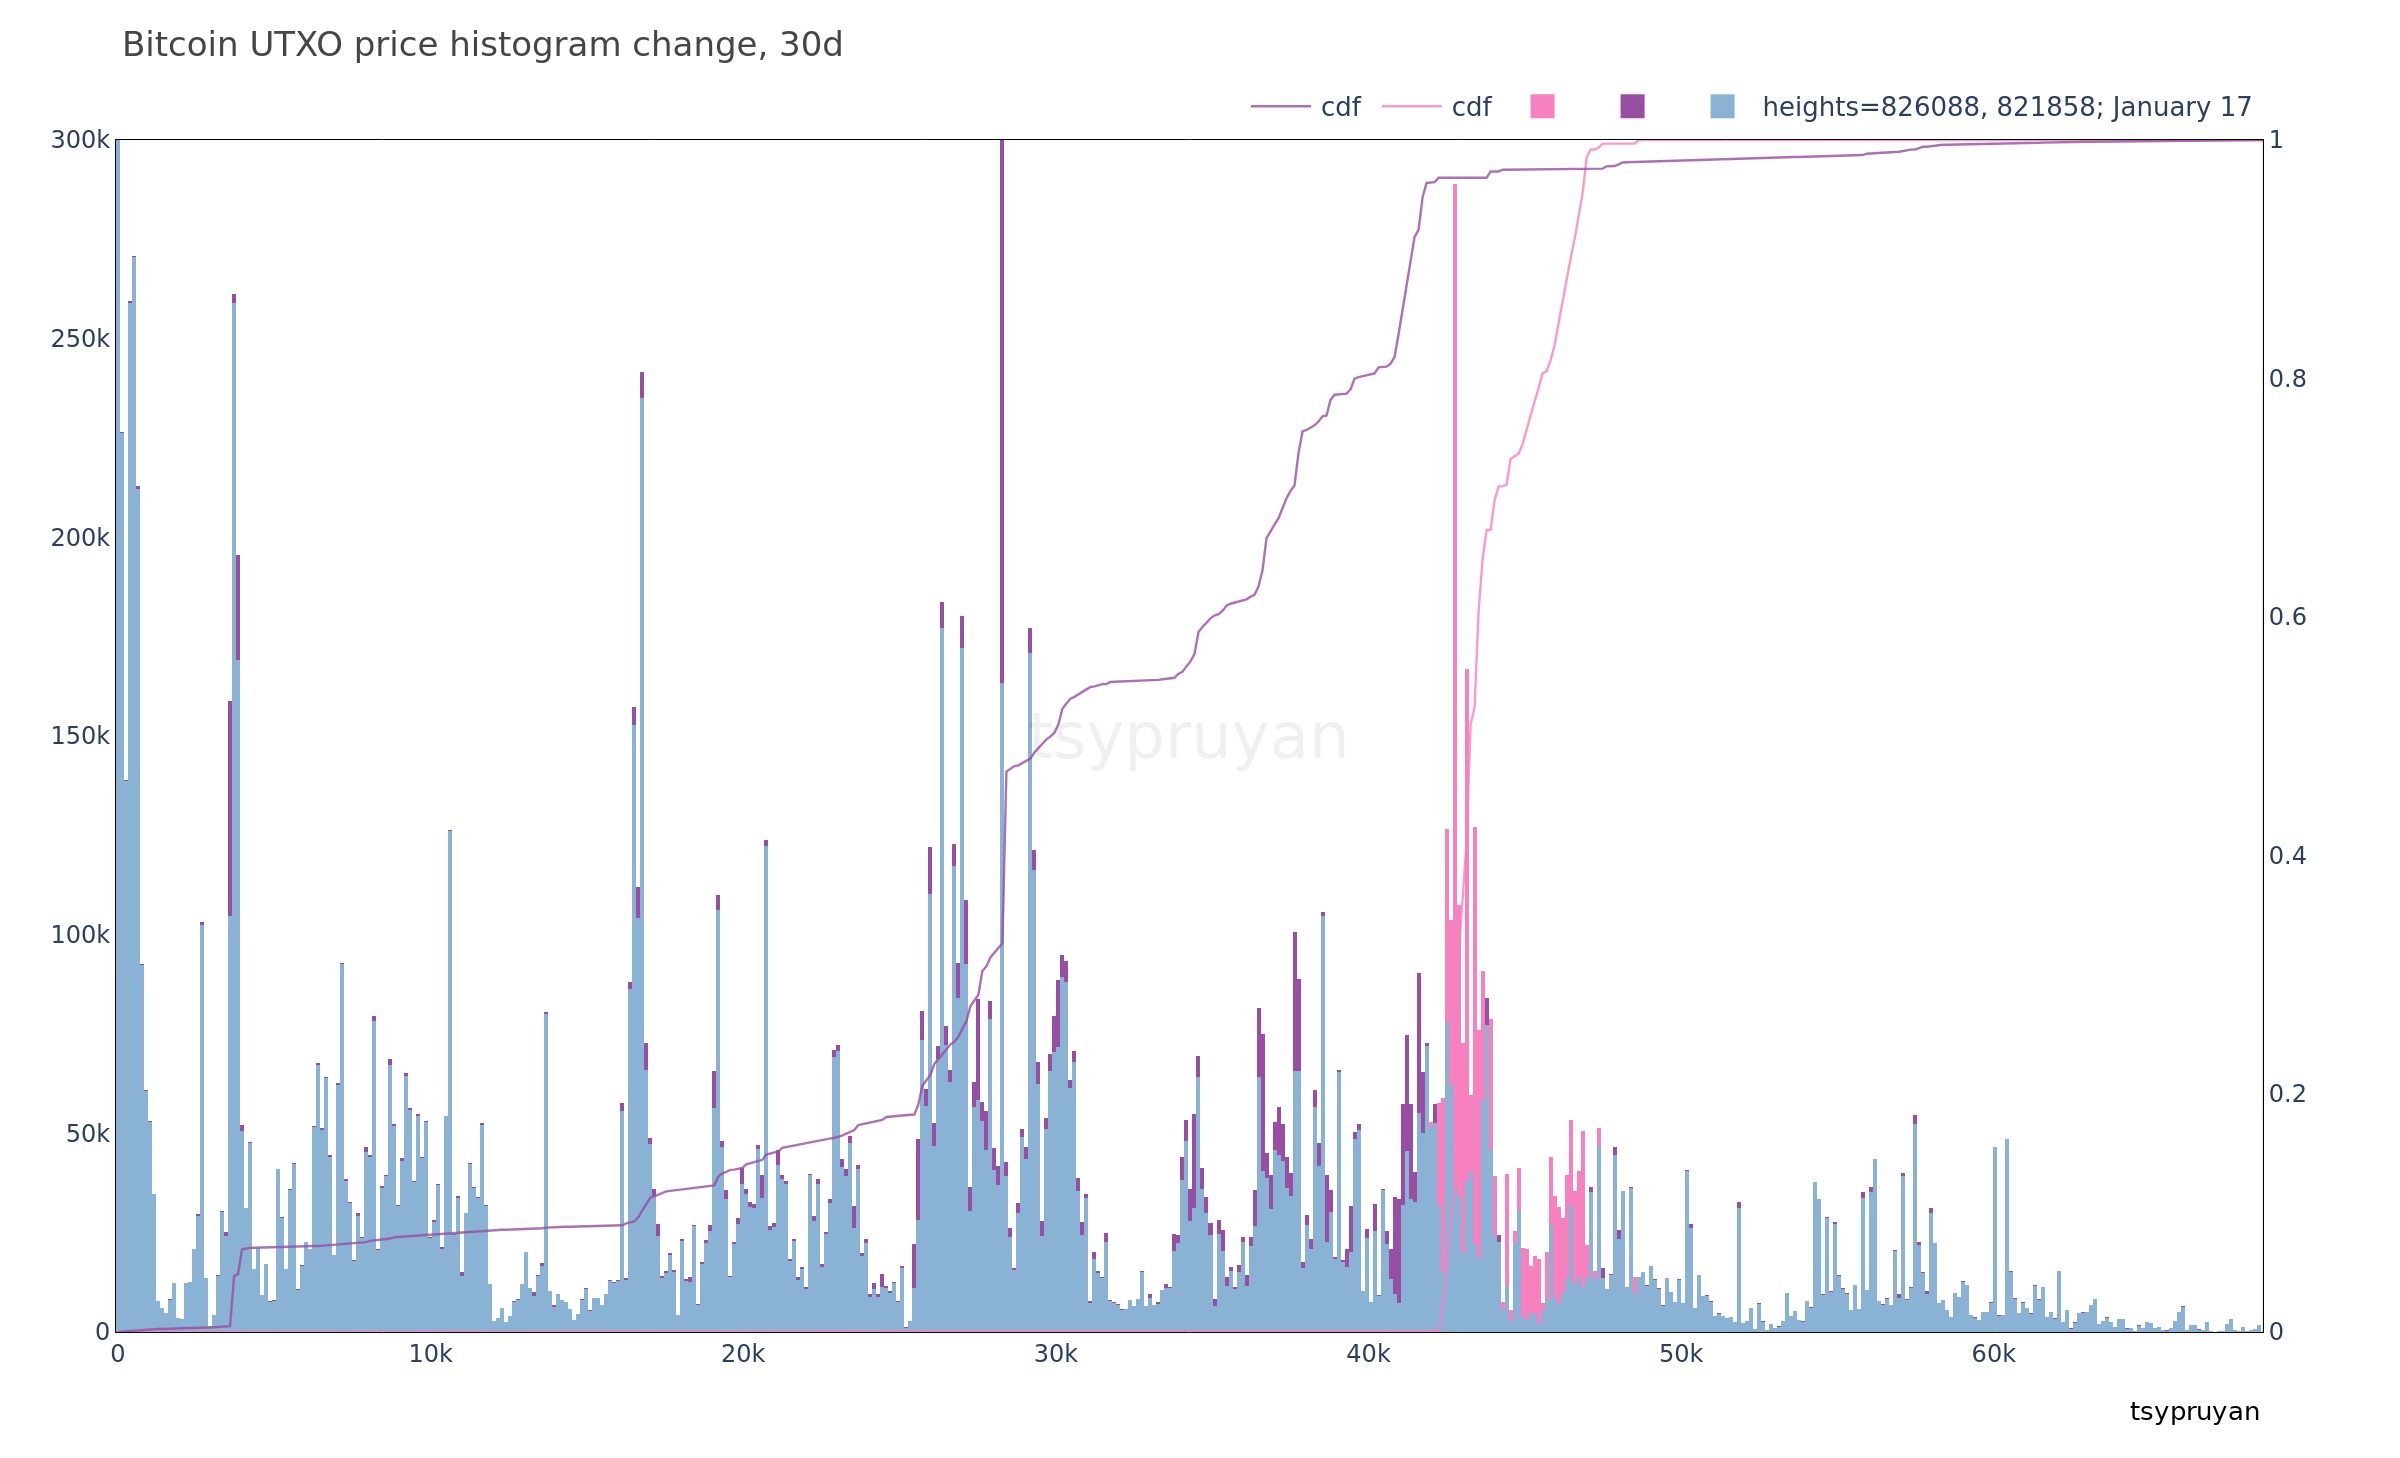 Bitcoin UTXO price histogram change, 30d
cdf cdf heights=826088, 821858; January 17
300k
250k
200k
150k
100k
50k
0
1
0.8
0.6
0.4
0.2
0
tsypruyan
0 10k 20k 30k 40k 50k 60k
tsypruyan